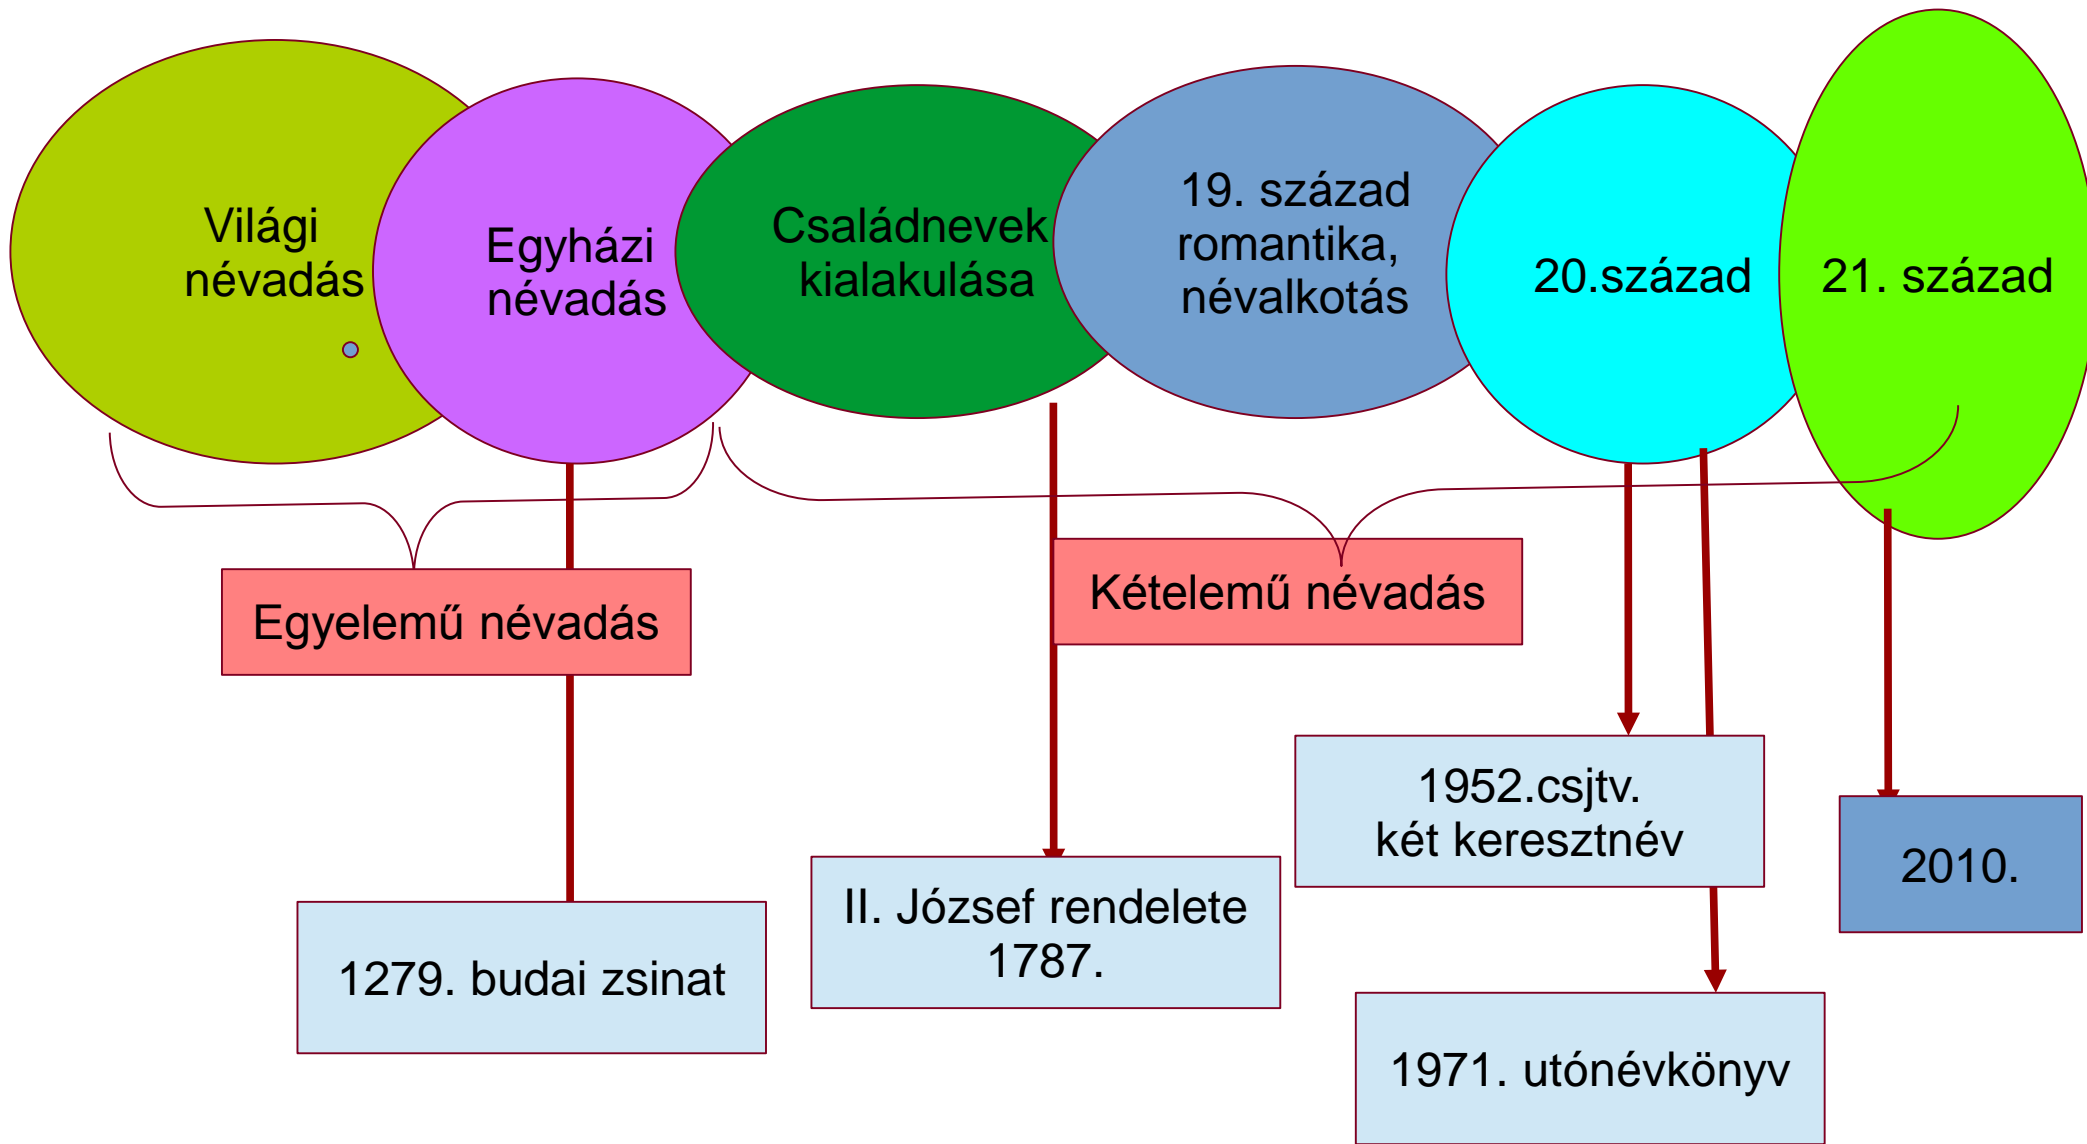 Világi
névadás
Egyházi
névadás
Családnevek
kialakulása
19. század
romantika,
névalkotás
20.század
21. század
Egyelemű névadás
Kételemű névadás
1279. budai zsinat
II. József rendelete
1787.
1952.csjtv.
két keresztnév
1971. utónévkönyv
2010.